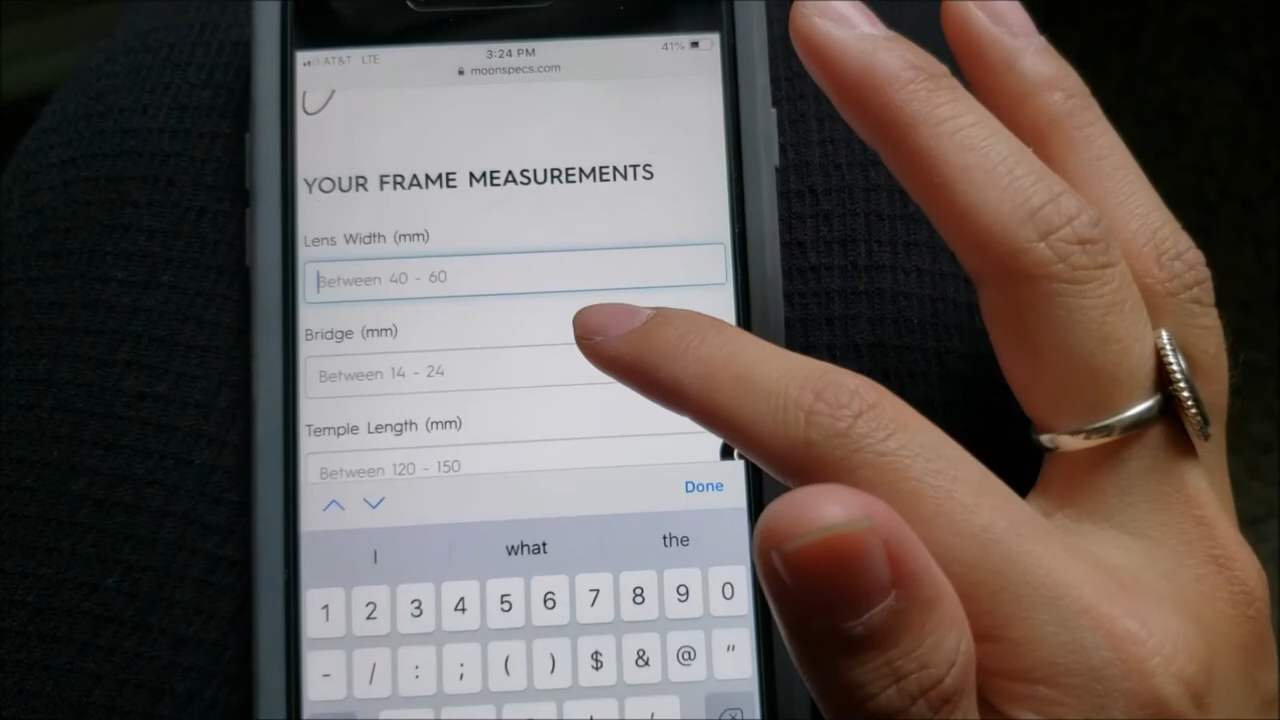 AT&T LTE 3:24 PM 41%
moonspecs.com
YOUR FRAME MEASUREMENTS
Lens Width (mm)
Between 40 - 60
Bridge (mm)
Between 14 - 24
Temple Length (mm)
Between 120 - 150
Done
I what the
1 2 3 4 5 6 7 8 9 0
- / : ; ( ) $ & @ "